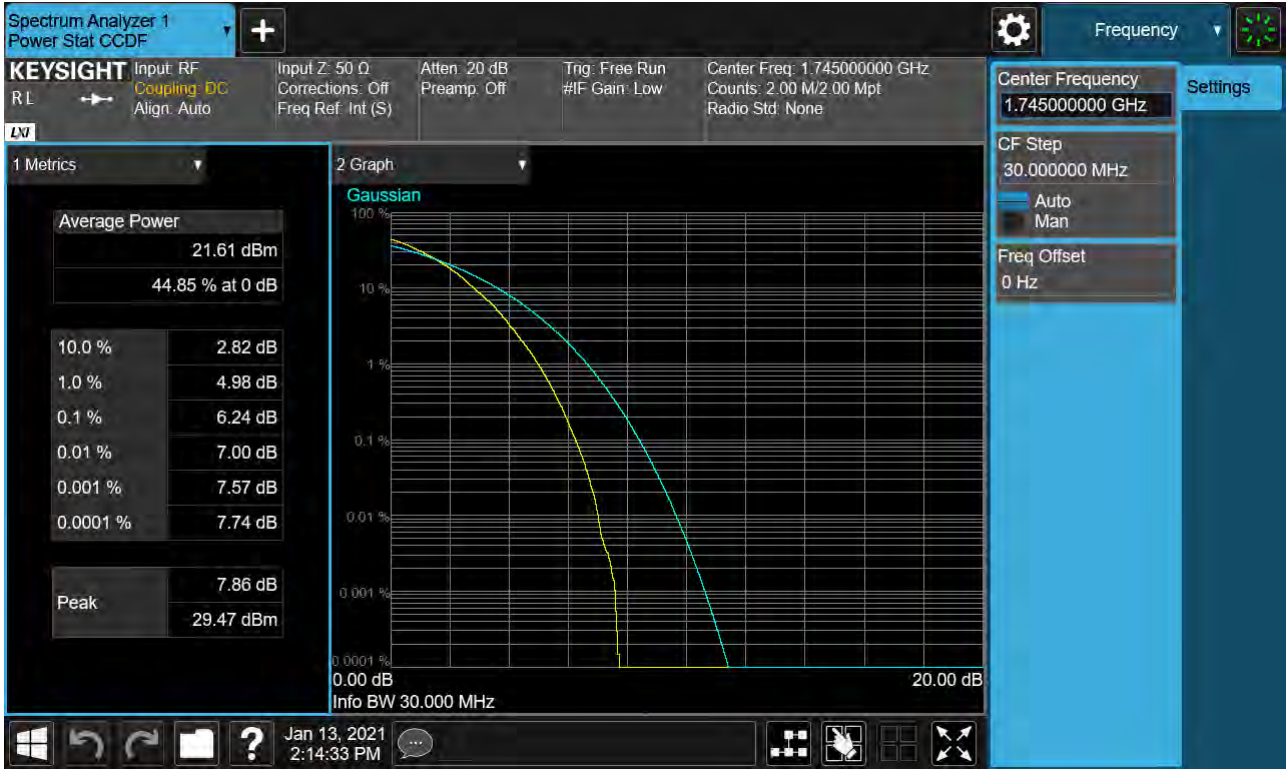 Spectrum Analyzer 1
Power Stat CCDF
Frequency
KEYSIGHT
R L
LXI
Input: RF
Coupling: DC
Align: Auto
Input Z: 50 Ω
Corrections: Off
Freq Ref: Int (S)
Atten: 20 dB
Preamp: Off
Trig: Free Run
#IF Gain: Low
Center Freq: 1.745000000 GHz
Counts: 2.00 M/2.00 Mpt
Radio Std: None
Center Frequency
1.745000000 GHz
Settings
CF Step
30.000000 MHz
Auto
Man
Freq Offset
0 Hz
1 Metrics
Average Power
21.61 dBm
44.85 % at 0 dB
10.0 % 2.82 dB
1.0 % 4.98 dB
0.1 % 6.24 dB
0.01 % 7.00 dB
0.001 % 7.57 dB
0.0001 % 7.74 dB
Peak
7.86 dB
29.47 dBm
2 Graph
Gaussian
100 %
10 %
1 %
0.1 %
0.01 %
0.001 %
0.0001 %
0.00 dB 20.00 dB
Info BW 30.000 MHz
?
Jan 13, 2021
2:14:33 PM